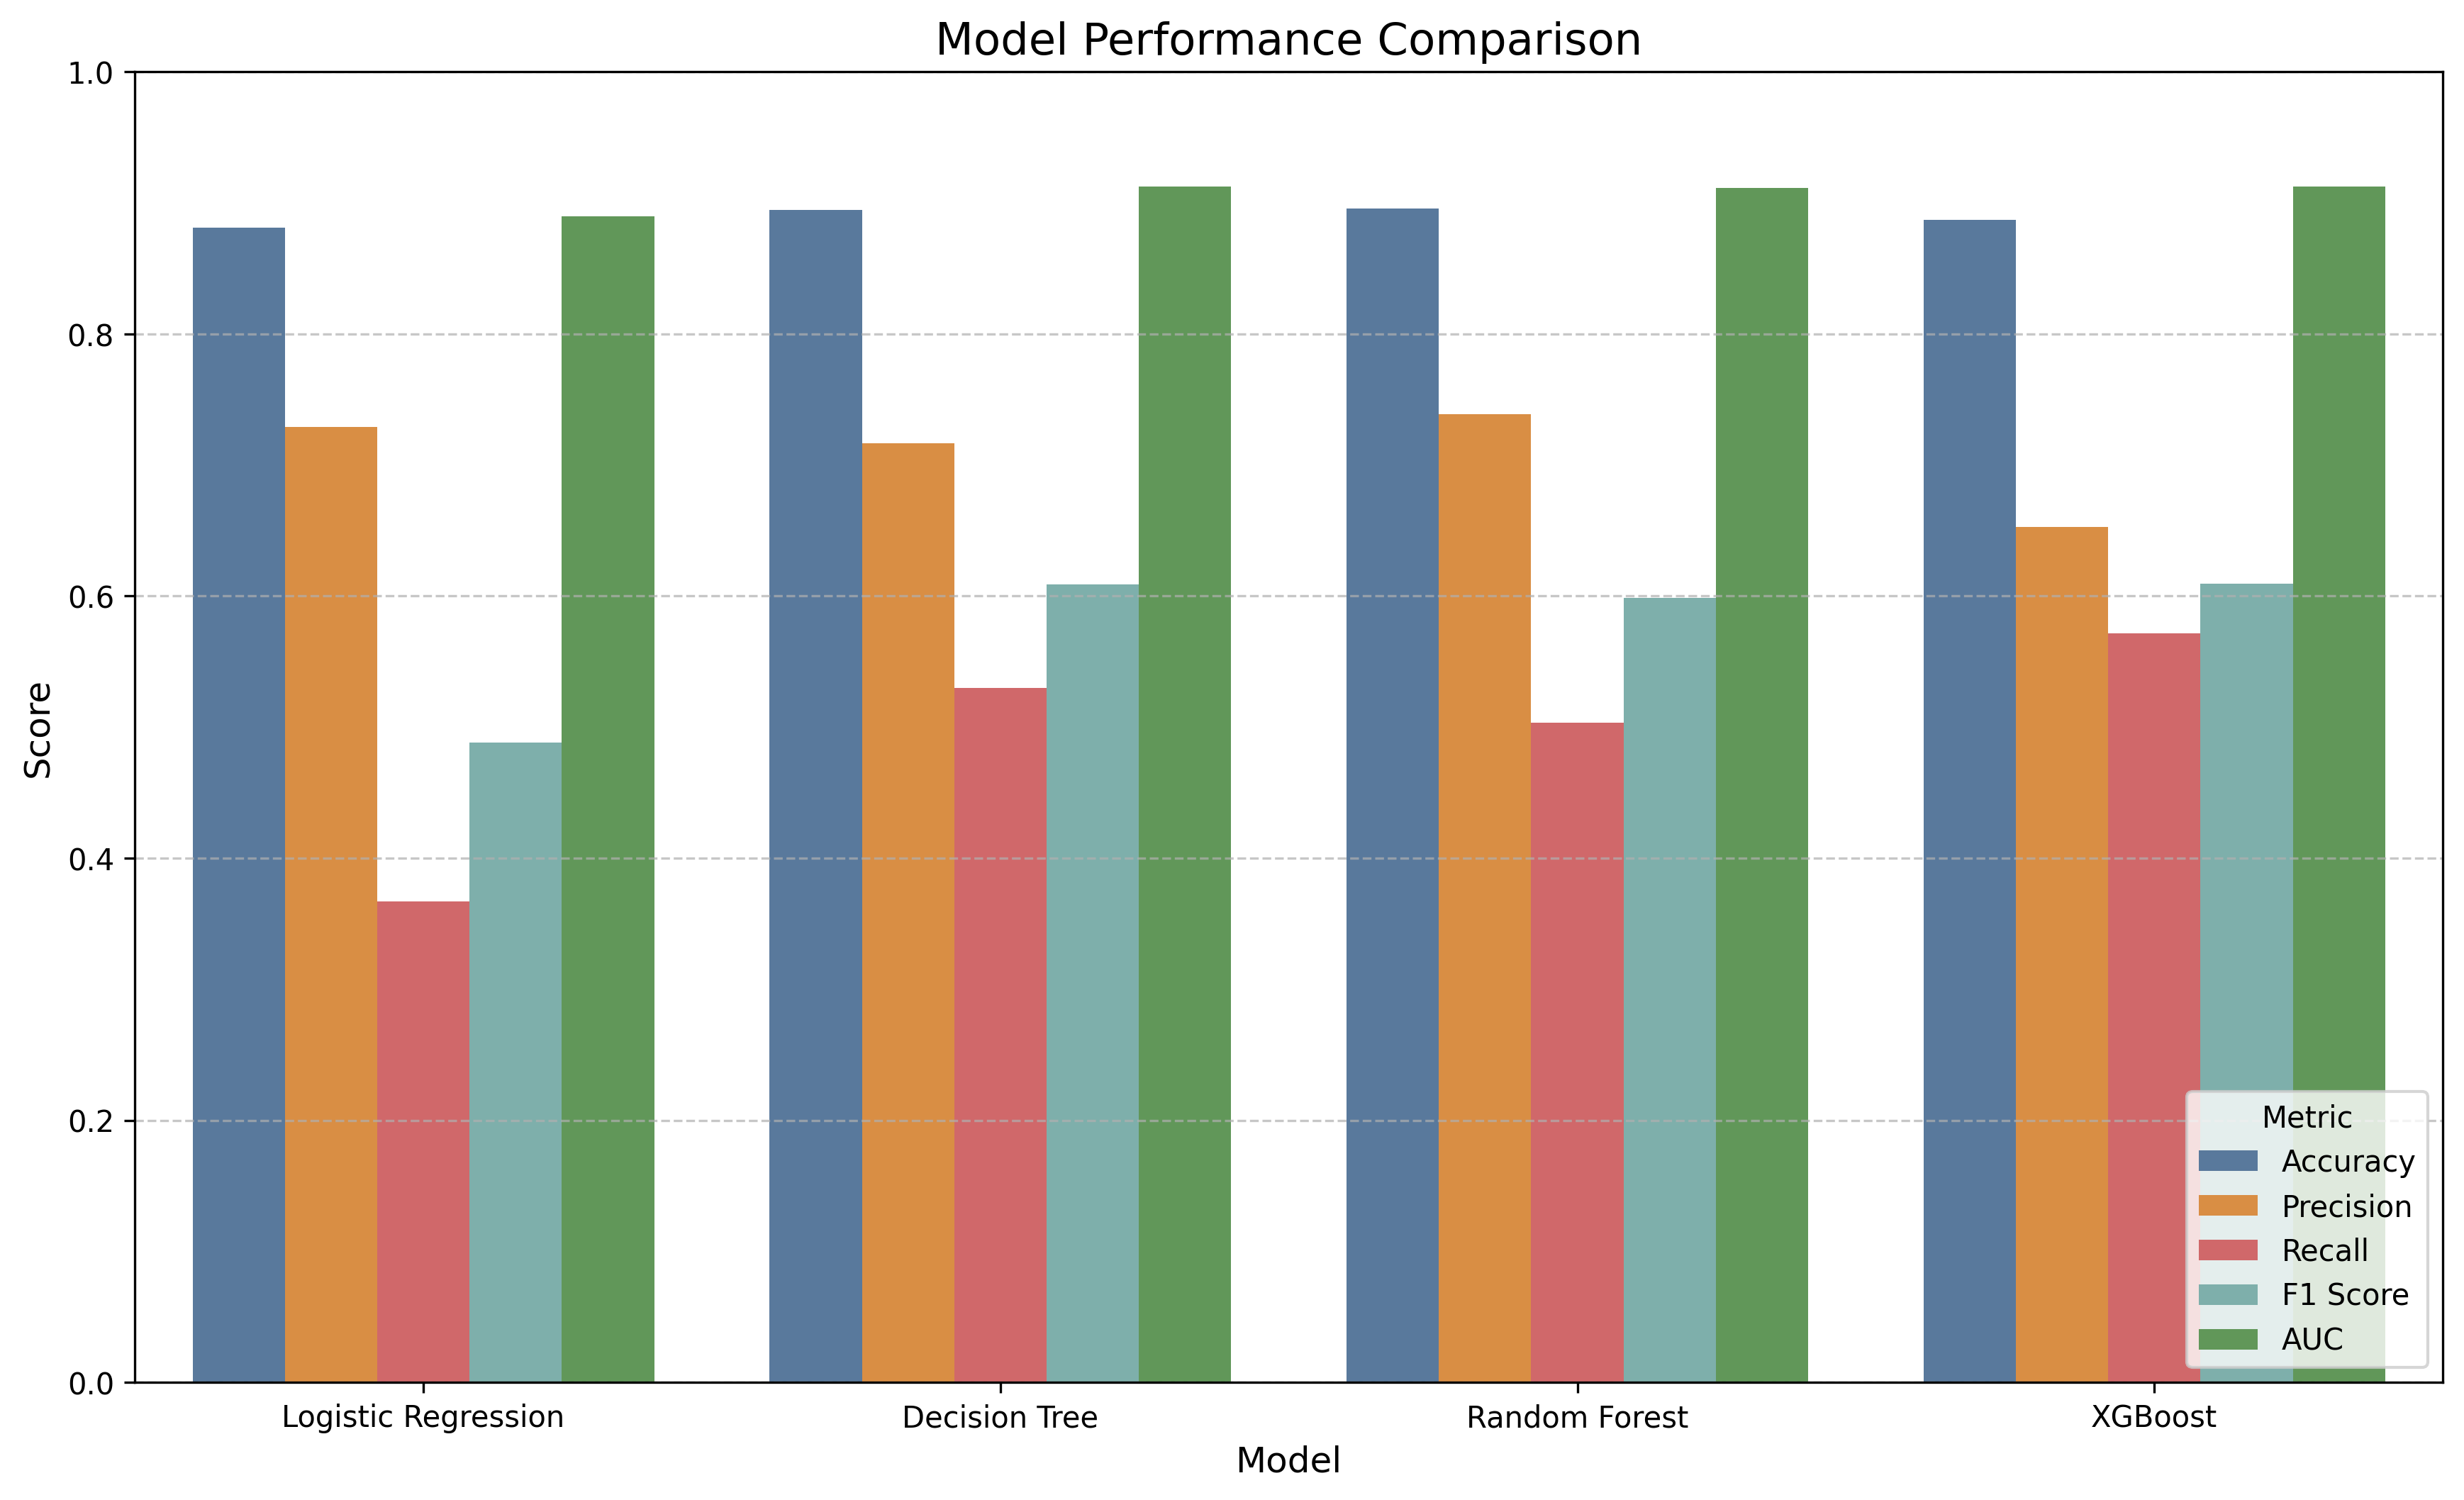 Model Performance Comparison
1.0
0.8
0.6
0.4
0.2
0.0
Score
Logistic Regression
Decision Tree
Random Forest
XGBoost
Model
Metric
Accuracy
Precision
Recall
F1 Score
AUC